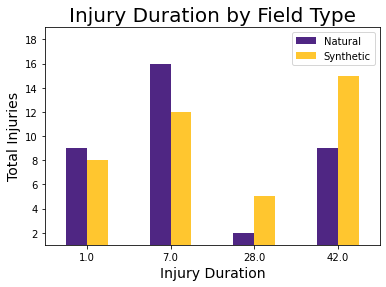 Injury Duration by Field Type
Natural
Synthetic
18
16
14
12
10
8
6
4
2
Total Injuries
1.0 7.0 28.0 42.0
Injury Duration